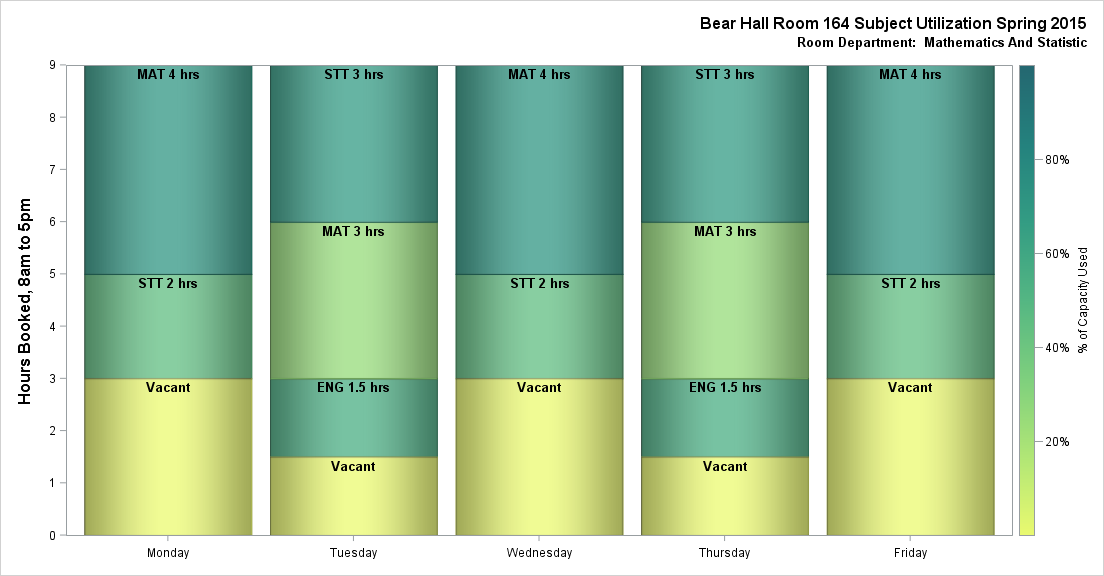 Bear Hall Room 164 Subject Utilization Spring 2015
Room Department:  Mathematics And Statistic
Hours Booked, 8am to 5pm
9
8
7
6
5
4
3
2
1
0
MAT 4 hrs
STT 2 hrs
Vacant
STT 3 hrs
MAT 3 hrs
ENG 1.5 hrs
Vacant
MAT 4 hrs
STT 2 hrs
Vacant
STT 3 hrs
MAT 3 hrs
ENG 1.5 hrs
Vacant
MAT 4 hrs
STT 2 hrs
Vacant
Monday
Tuesday
Wednesday
Thursday
Friday
80%
60%
40%
20%
% of Capacity Used